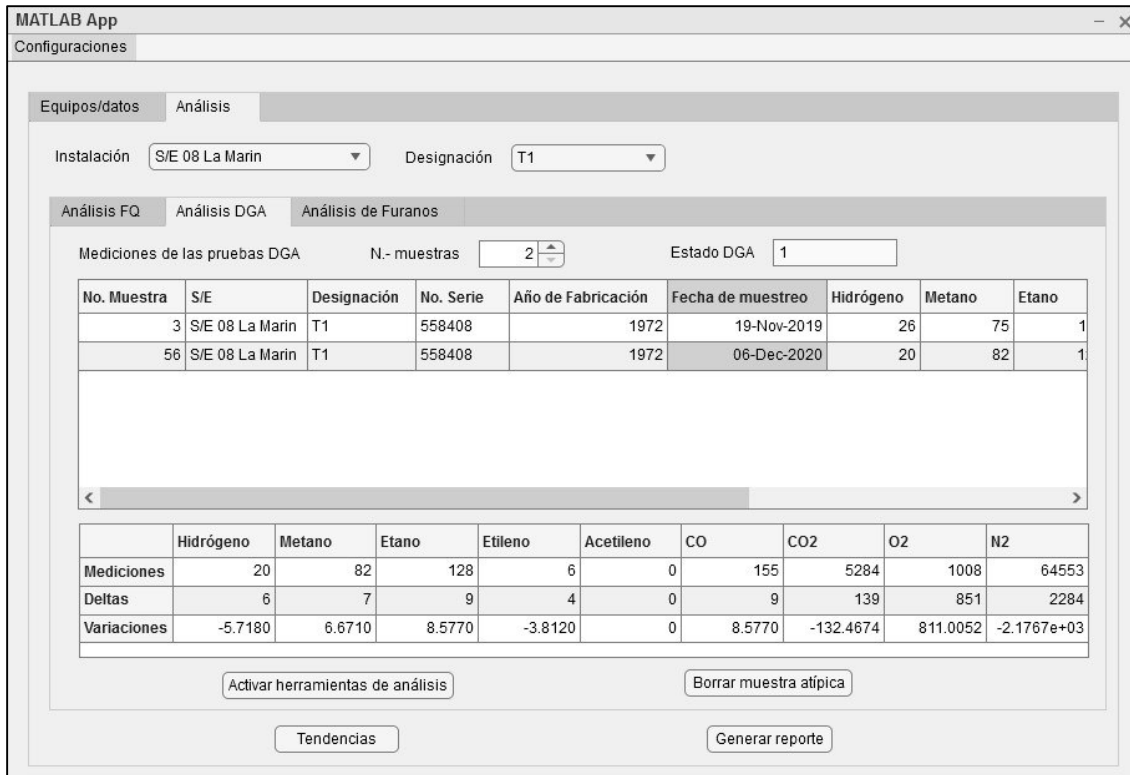 MATLAB App
Configuraciones
Equipos/datos Análisis
Instalación S/E 08 La Marin Designación T1
Análisis FQ Análisis DGA Análisis de Furanos
Mediciones de las pruebas DGA N.- muestras 2 Estado DGA 1
No. Muestra S/E Designación No. Serie Año de Fabricación Fecha de muestreo Hidrógeno Metano Etano
3 S/E 08 La Marin T1 558408 1972 19-Nov-2019 26 75
56 S/E 08 La Marin T1 558408 1972 06-Dec-2020 20 82
Hidrógeno Metano Etano Etileno Acetileno CO CO2 O2 N2
Mediciones 20 82 128 6 0 155 5284 1008 64553
Deltas 6 7 9 4 0 9 139 851 2284
Variaciones -5.7180 6.6710 8.5770 -3.8120 0 8.5770 -132.4674 811.0052 -2.1767e+03
Activar herramientas de análisis Borrar muestra atípica
Tendencias Generar reporte